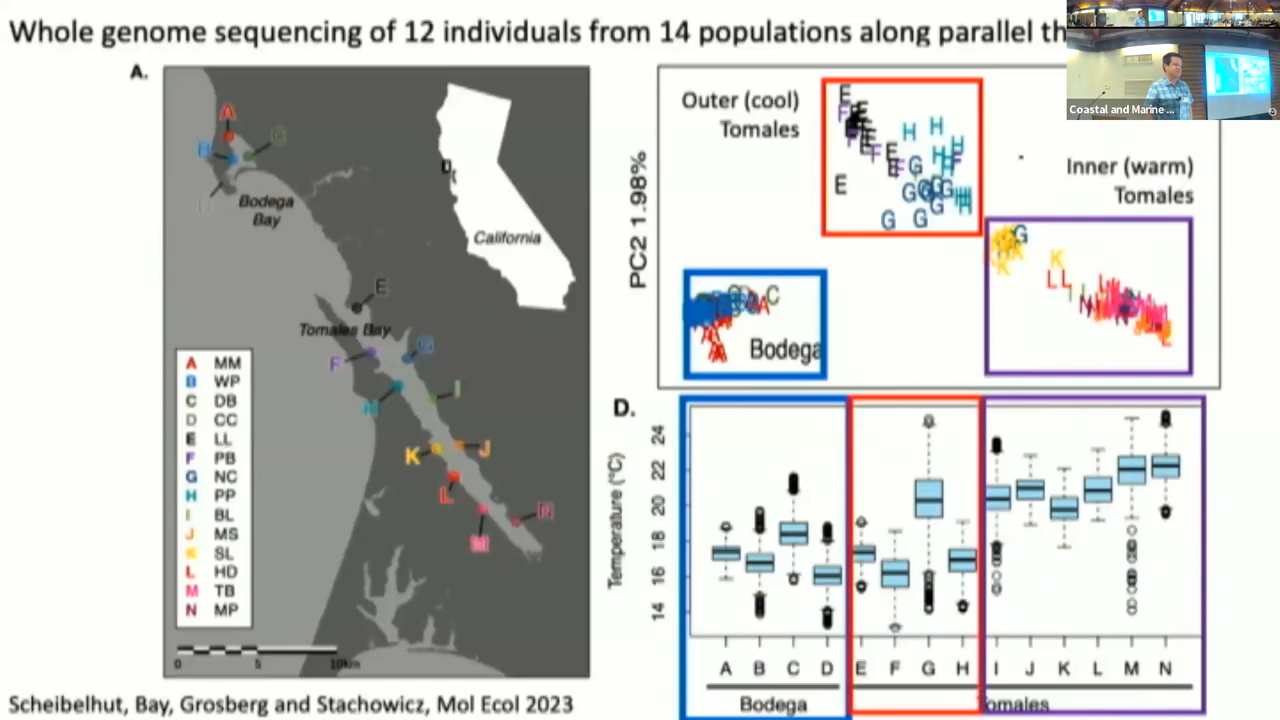 Whole genome sequencing of 12 individuals from 14 populations along parallel th
Coastal and Marine ...
A.
A
B
C
D
Bodega
Bay
California
E
Tomales Bay
F
G
H
I
K
J
L
M
N
A MM
B WP
C DB
D CC
E LL
F PB
G NC
H PP
I BL
J MS
K SL
L HD
M TB
N MP
0 5 10km
Outer (cool)
Tomales
Inner (warm)
Tomales
PC2 1.98%
Bodega
D.
Temperature (°C)
24
22
20
18
16
14
A B C D E F G H I J K L M N
Bodega Tomales
Scheibelhut, Bay, Grosberg and Stachowicz, Mol Ecol 2023